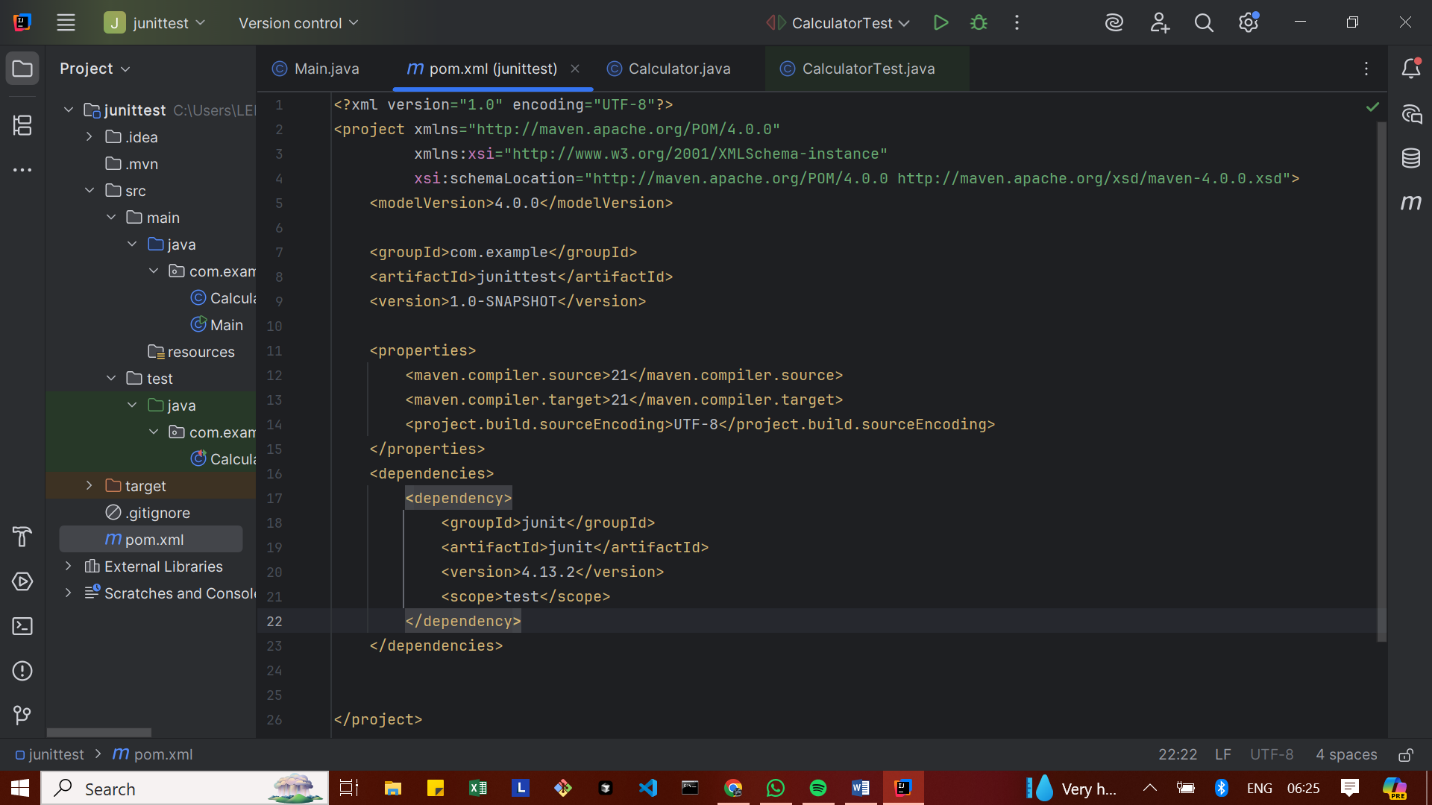 J junittest Version control CalculatorTest
Project
Main.java pom.xml (junittest) Calculator.java CalculatorTest.java
junittest C:\Users\LE
.idea
.mvn
src
main
java
com.exam
Calcula
Main
resources
test
java
com.exam
Calcula
target
.gitignore
pom.xml
External Libraries
Scratches and Consol
1 <?xml version="1.0" encoding="UTF-8"?>
2 <project xmlns="http://maven.apache.org/POM/4.0.0"
3 xmlns:xsi="http://www.w3.org/2001/XMLSchema-instance"
4 xsi:schemaLocation="http://maven.apache.org/POM/4.0.0 http://maven.apache.org/xsd/maven-4.0.0.xsd">
5 <modelVersion>4.0.0</modelVersion>
6
7 <groupId>com.example</groupId>
8 <artifactId>junittest</artifactId>
9 <version>1.0-SNAPSHOT</version>
10
11 <properties>
12 <maven.compiler.source>21</maven.compiler.source>
13 <maven.compiler.target>21</maven.compiler.target>
14 <project.build.sourceEncoding>UTF-8</project.build.sourceEncoding>
15 </properties>
16 <dependencies>
17 <dependency>
18 <groupId>junit</groupId>
19 <artifactId>junit</artifactId>
20 <version>4.13.2</version>
21 <scope>test</scope>
22 </dependency>
23 </dependencies>
24
25
26 </project>
junittest > pom.xml 22:22 LF UTF-8 4 spaces
Search Very h... ENG 06:25